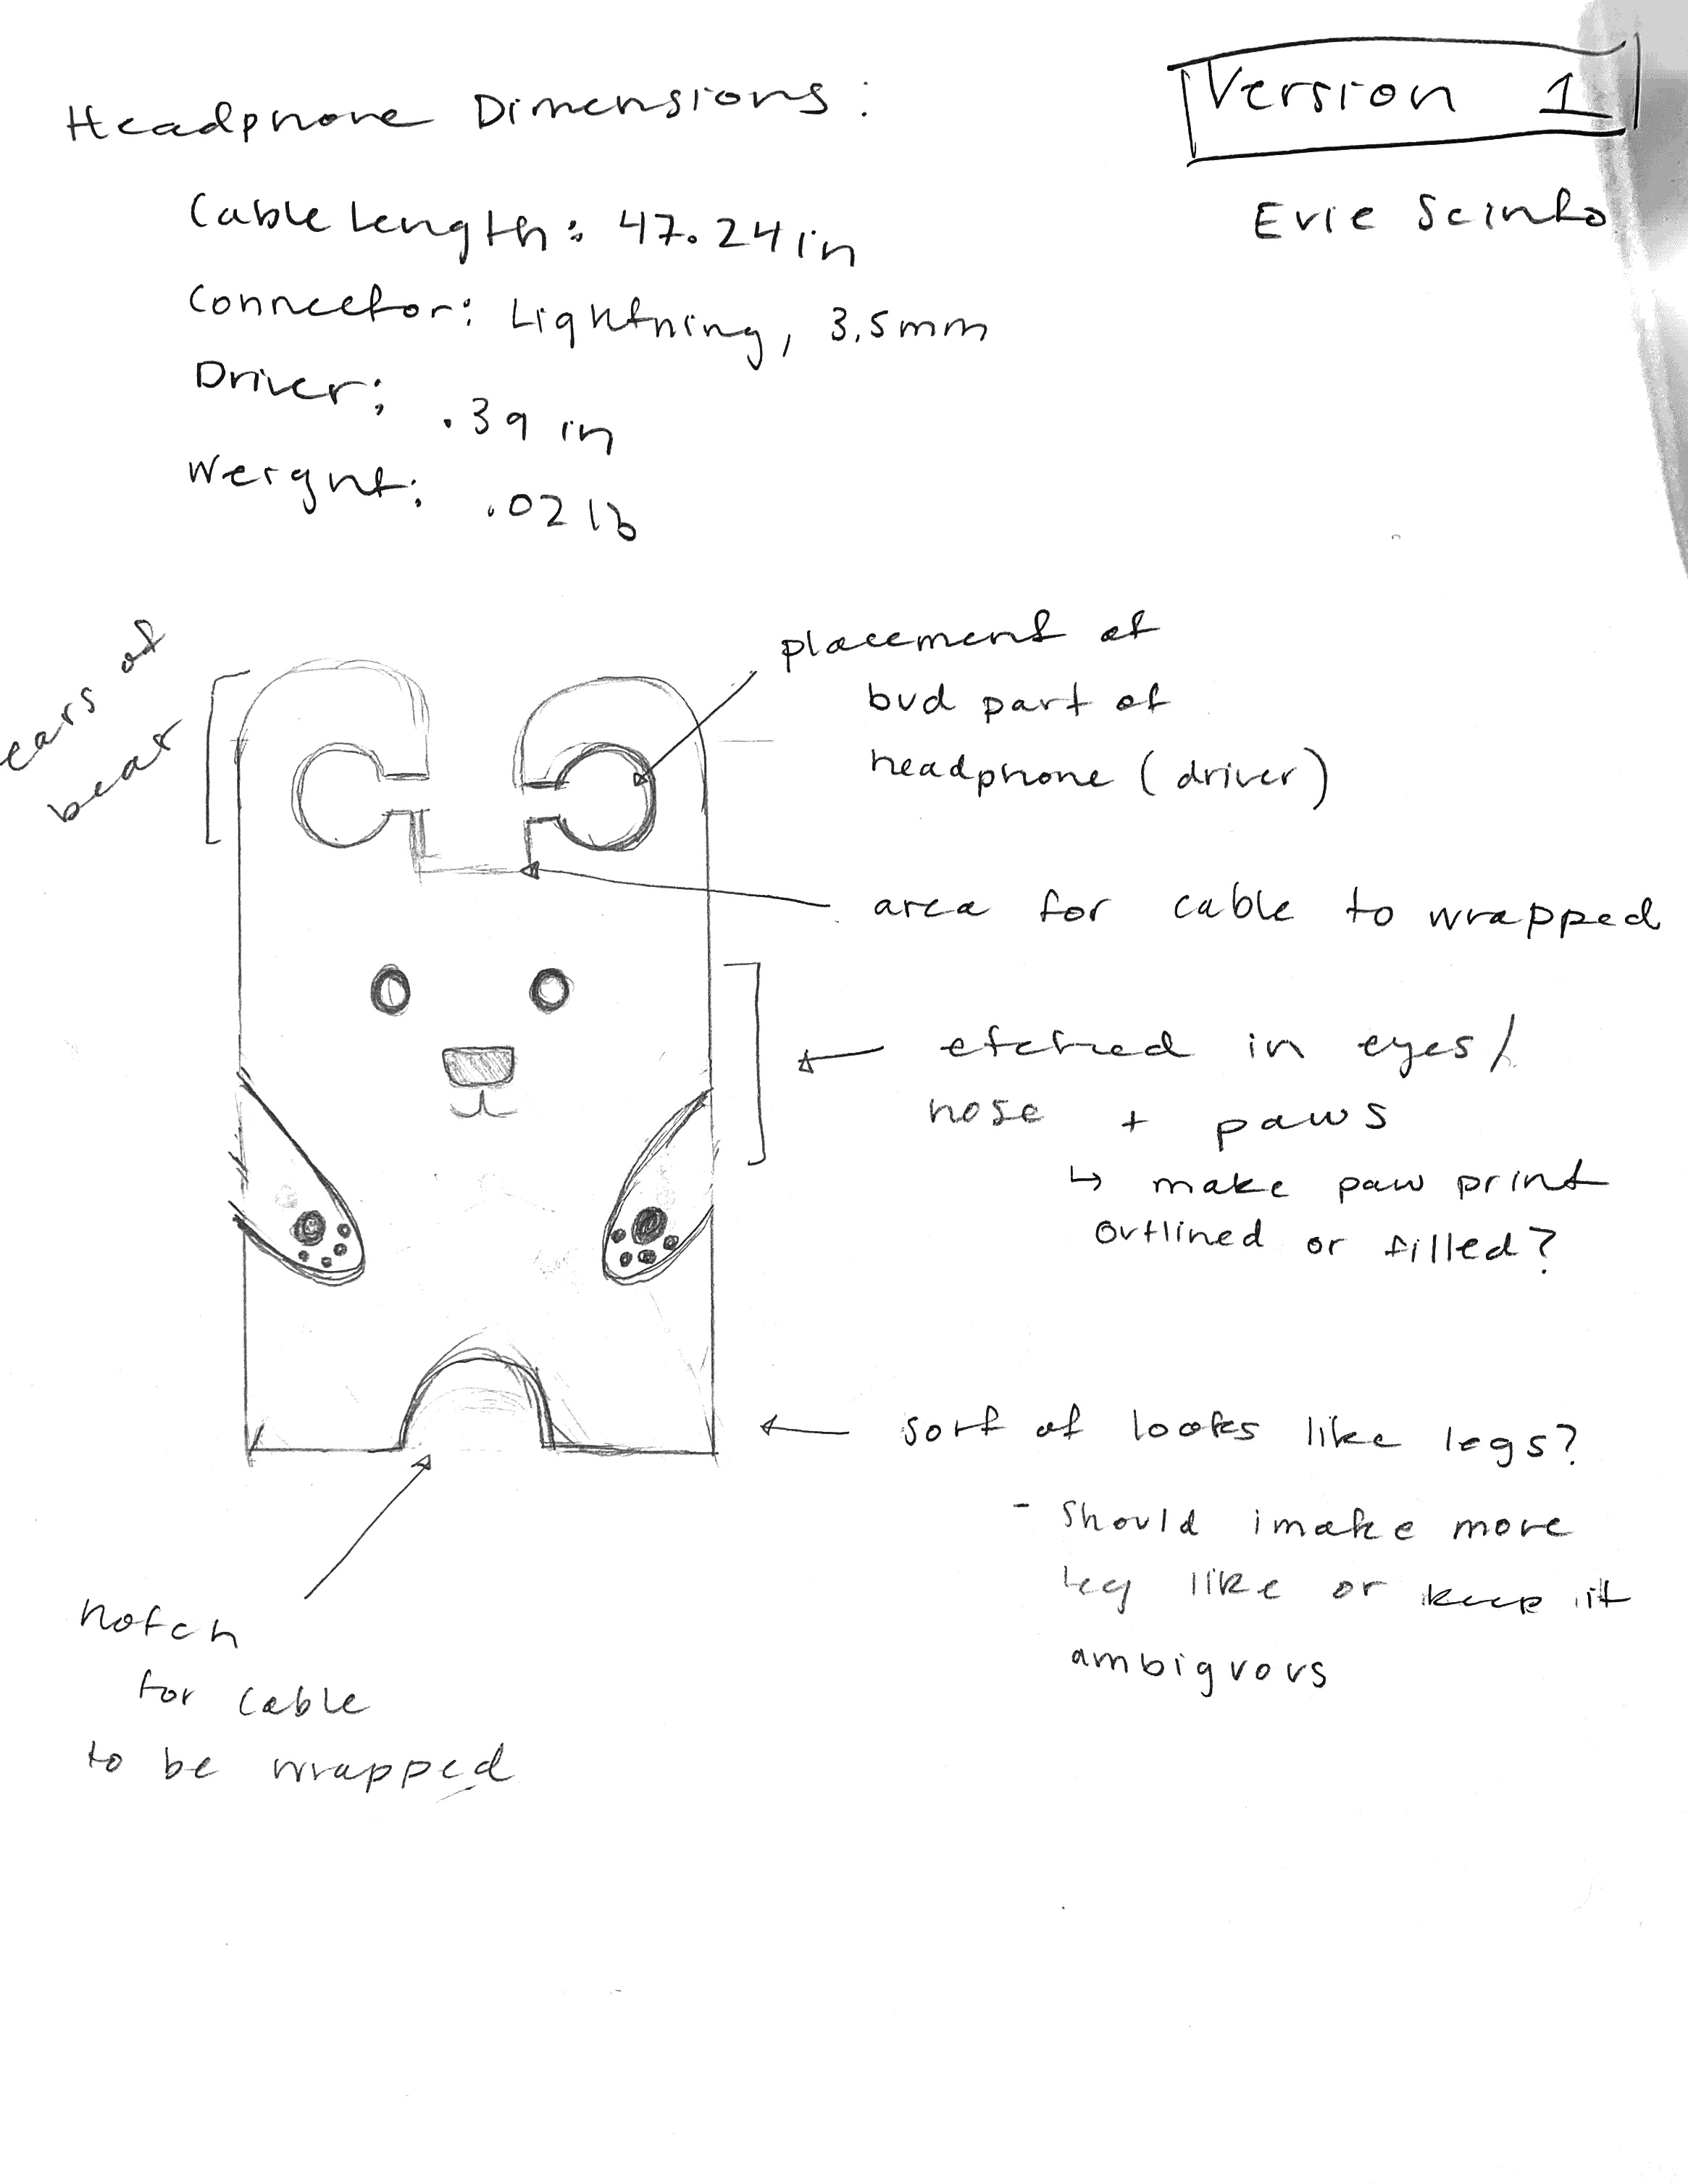 Version 1
Evie Scinto
Headphone Dimensions:
Cable Length: 47.24 in
Connector: Lightning, 3.5mm
Driver: .39 in
Weight: .02 lb
ears of
bear
placement of
bud part of
headphone (driver)
area for cable to wrapped
etched in eyes/
nose + paws
↳ make paw print
outlined or filled?
sort of looks like legs?
- should i make more
leg like or keep it
ambiguous
notch
for cable
to be wrapped